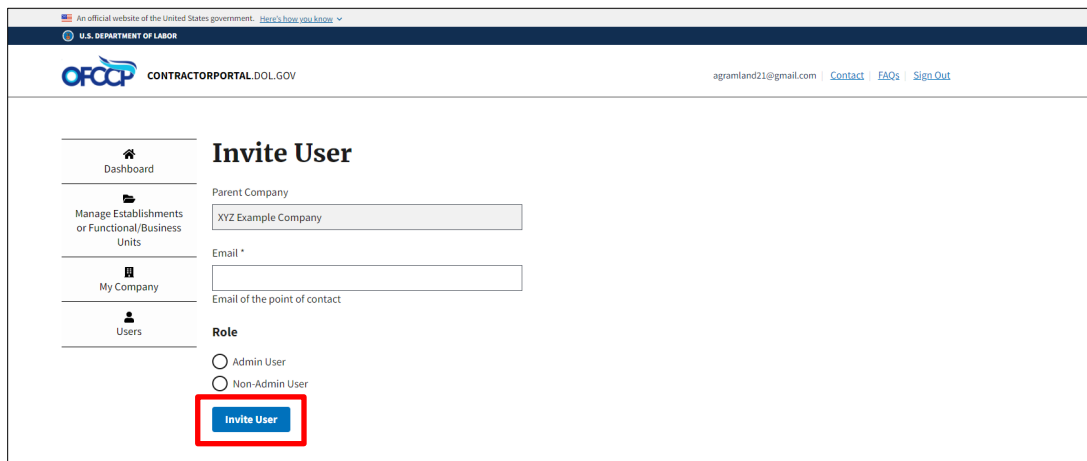 An official website of the United States government. Here's how you know
U.S. DEPARTMENT OF LABOR
OFCCP CONTRACTORPORTAL.DOL.GOV
agramland21@gmail.com | Contact | FAQs | Sign Out
Dashboard
Manage Establishments
or Functional/Business
Units
My Company
Users
Invite User
Parent Company
XYZ Example Company
Email *
Email of the point of contact
Role
Admin User
Non-Admin User
Invite User